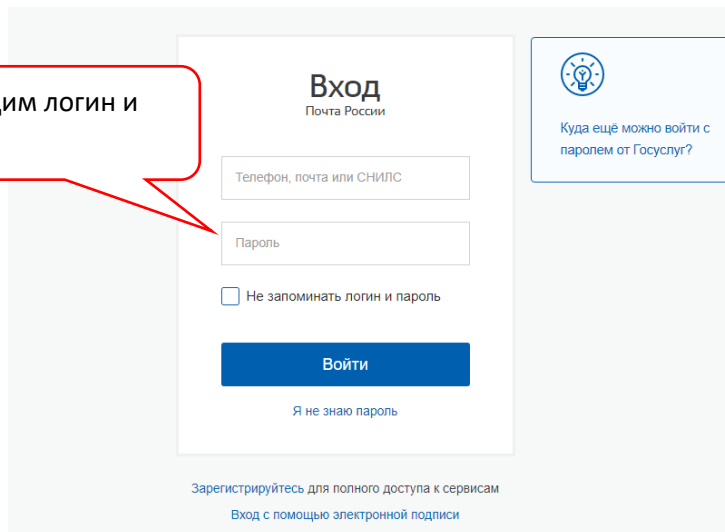 логин и
Вход
Почта России
Куда ещё можно войти с
паролем от Госуслуг?
Телефон, почта или СНИЛС
Пароль
Не запоминать логин и пароль
Войти
Я не знаю пароль
Зарегистрируйтесь для полного доступа к сервисам
Вход с помощью электронной подписи